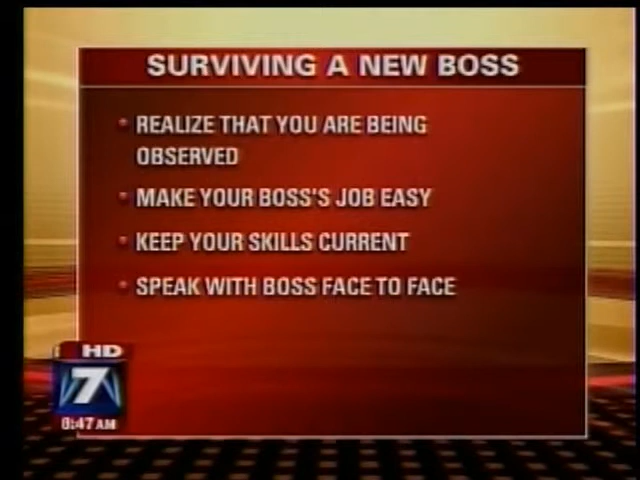 SURVIVING A NEW BOSS
• REALIZE THAT YOU ARE BEING
OBSERVED
• MAKE YOUR BOSS'S JOB EASY
• KEEP YOUR SKILLS CURRENT
• SPEAK WITH BOSS FACE TO FACE
HD
7
8:47 AM